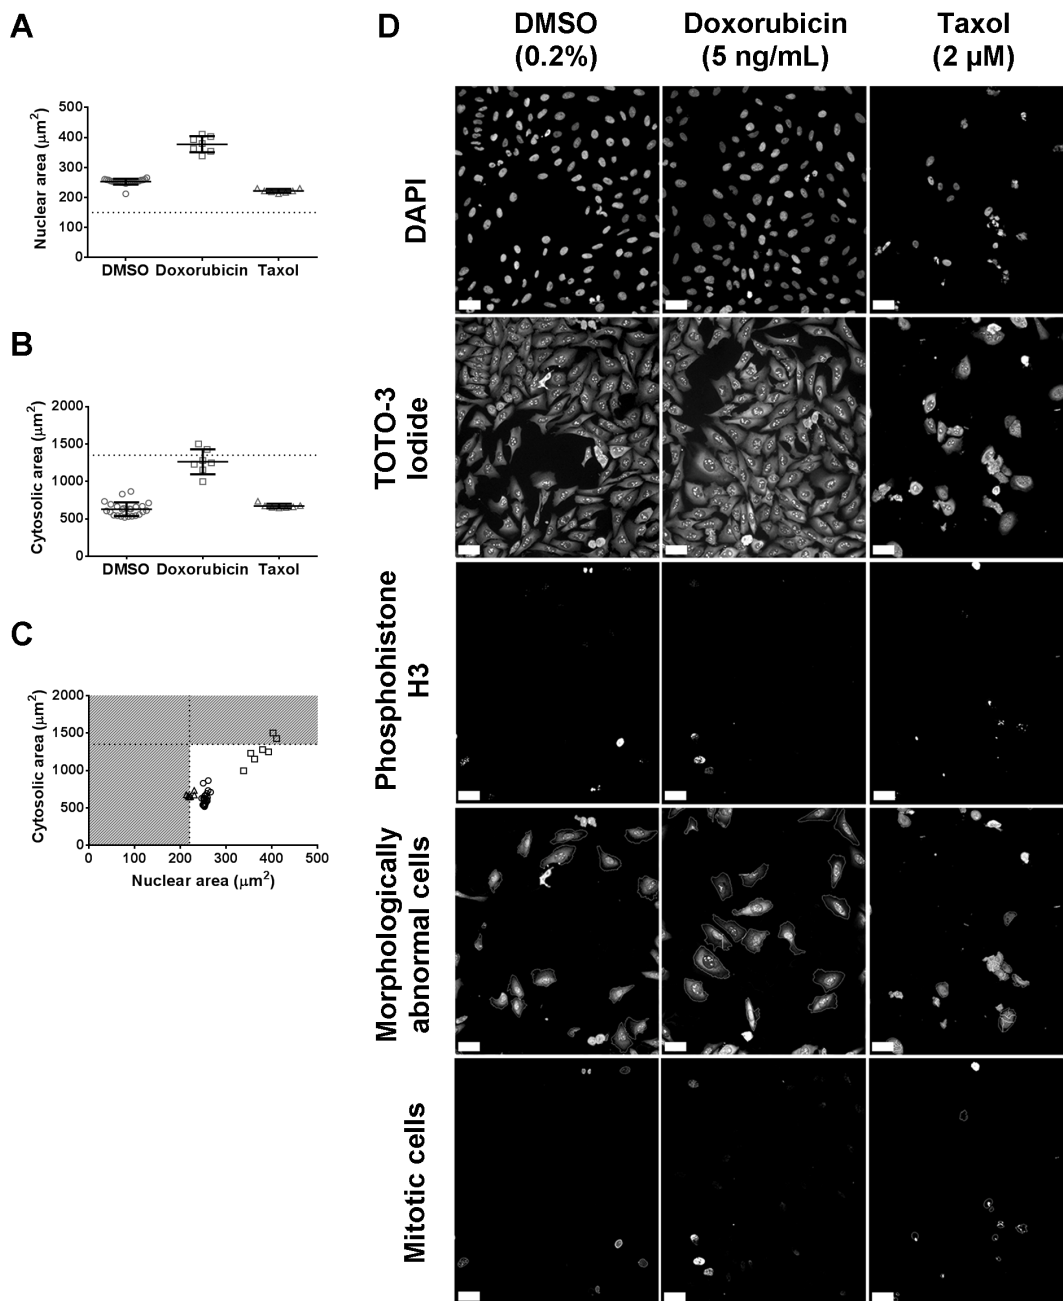 A
Nuclear area (μm²)
500
400
300
200
100
0
DMSO Doxorubicin Taxol
B
Cytosolic area (μm²)
2000
1500
1000
500
0
DMSO Doxorubicin Taxol
C
Cytosolic area (μm²)
2000
1500
1000
500
0
0 100 200 300 400 500
Nuclear area (μm²)
D
DMSO
(0.2%)
Doxorubicin
(5 ng/mL)
Taxol
(2 μM)
DAPI
TOTO-3
Iodide
Phosphohistone
H3
Morphologically
abnormal cells
Mitotic cells